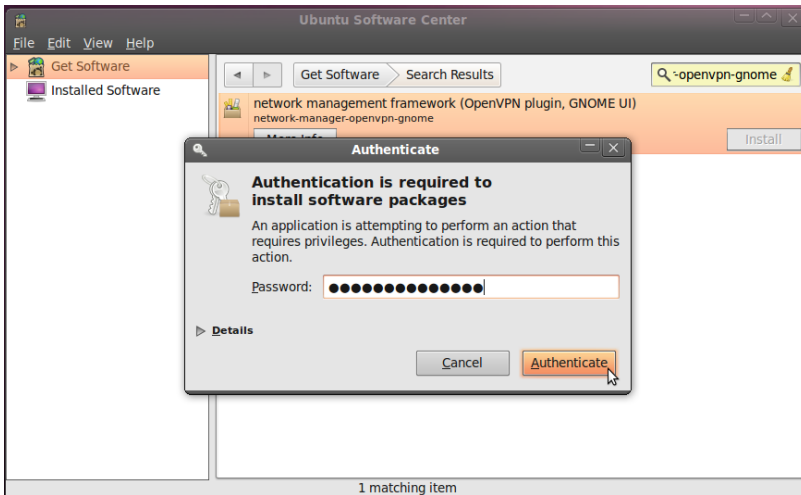 Ubuntu Software Center
File Edit View Help
Get Software
Installed Software
Get Software Search Results
-openvpn-gnome
network management framework (OpenVPN plugin, GNOME UI)
network-manager-openvpn-gnome
More Info
Install
Authenticate
Authentication is required to
install software packages
An application is attempting to perform an action that
requires privileges. Authentication is required to perform this
action.
Password: ●●●●●●●●●●●●●●
Details
Cancel Authenticate
1 matching item